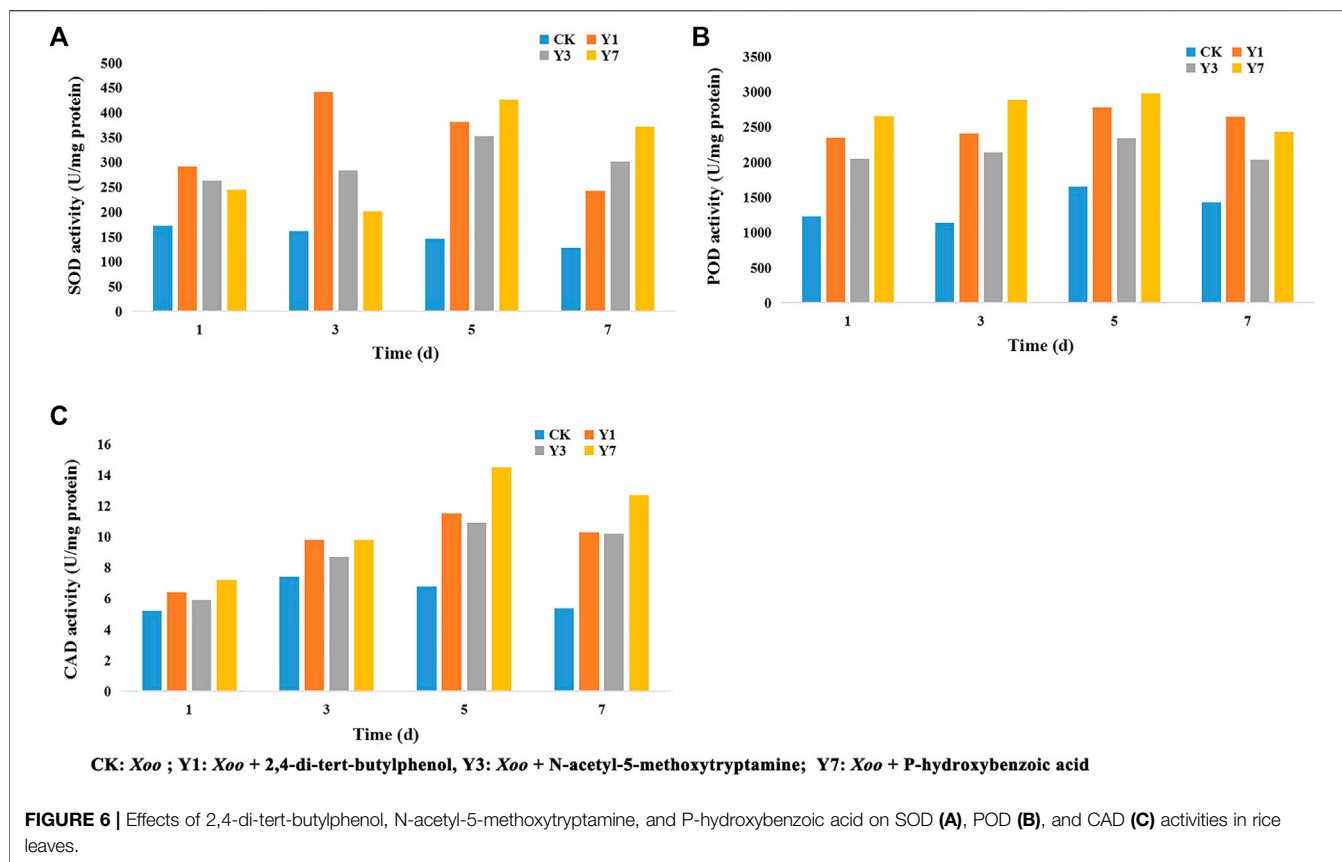 A
CK Y1
Y3 Y7
500
450
400
350
300
250
200
150
100
50
0
SOD activity (U/mg protein)
1 3 5 7
Time (d)
B
CK Y1
Y3 Y7
3500
3000
2500
2000
1500
1000
500
0
POD activity (U/mg protein)
1 3 5 7
Time (d)
C
CK Y1
Y3 Y7
16
14
12
10
8
6
4
2
0
CAD activity (U/mg protein)
1 3 5 7
Time (d)
CK: Xoo ; Y1: Xoo + 2,4-di-tert-butylphenol, Y3: Xoo + N-acetyl-5-methoxytryptamine; Y7: Xoo + P-hydroxybenzoic acid
FIGURE 6 | Effects of 2,4-di-tert-butylphenol, N-acetyl-5-methoxytryptamine, and P-hydroxybenzoic acid on SOD (A), POD (B), and CAD (C) activities in rice
leaves.